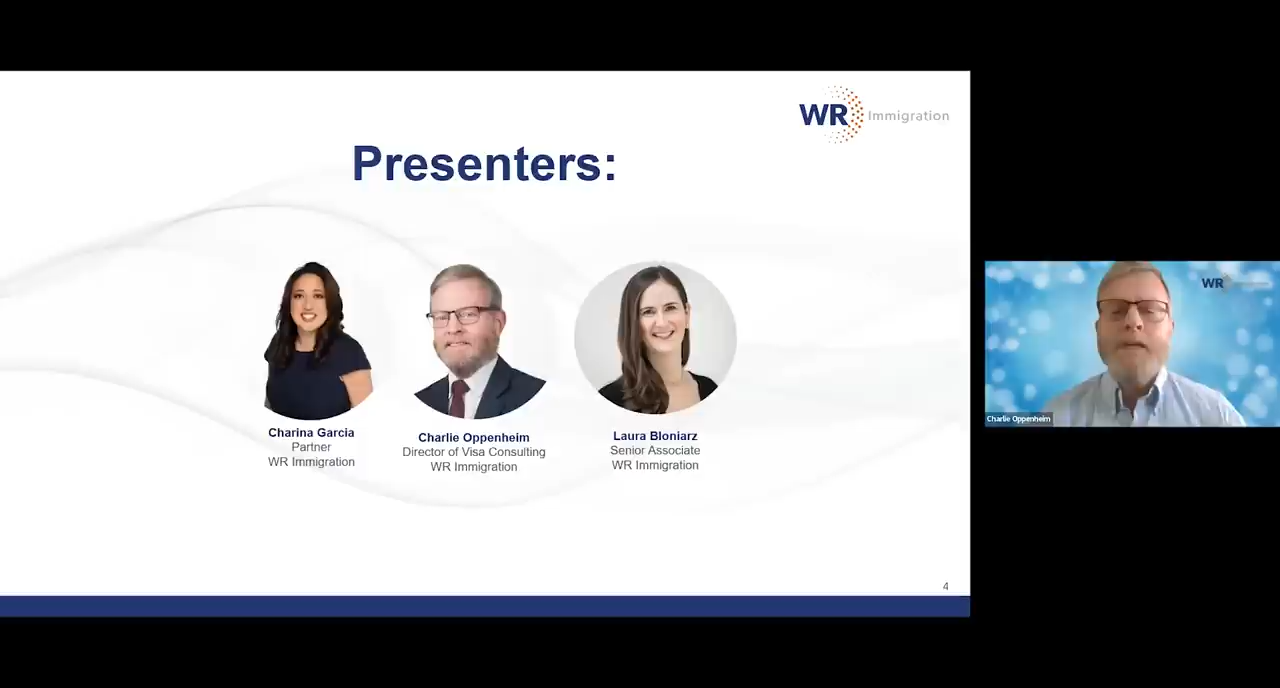 WR Immigration
Presenters:
Charina Garcia
Partner
WR Immigration
Charlie Oppenheim
Director of Visa Consulting
WR Immigration
Laura Bloniarz
Senior Associate
WR Immigration
4
WR
Charlie Oppenheim